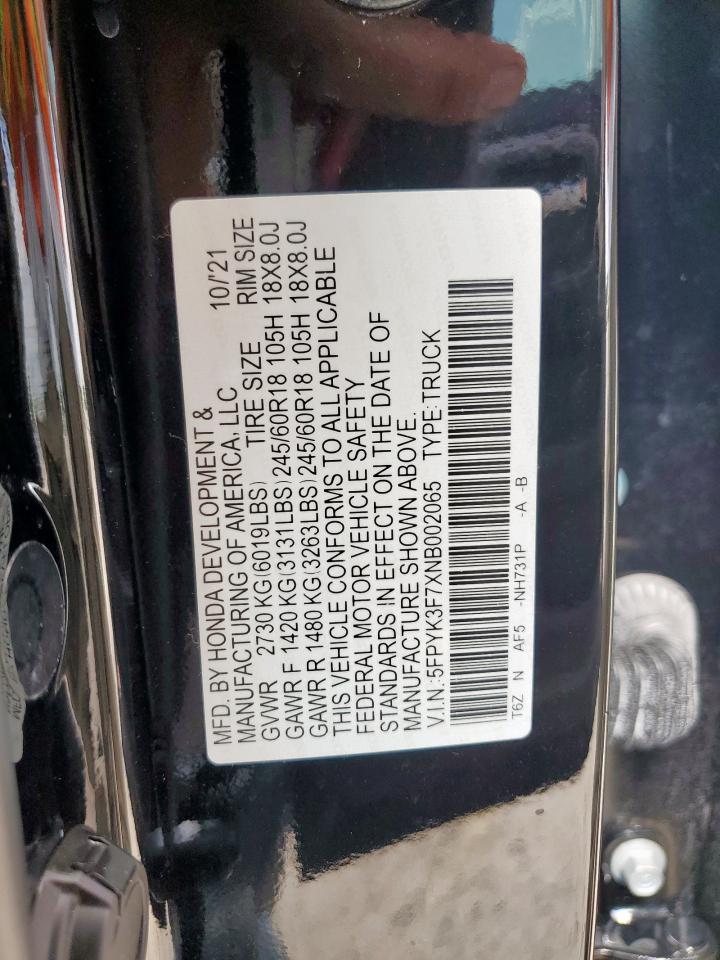 MFD. BY HONDA DEVELOPMENT & 10/'21
MANUFACTURING OF AMERICA, LLC
TIRE SIZE RIM SIZE
GVWR 2730 KG (6019LBS)
GAWR F 1420 KG (3131LBS) 245/60R18 105H 18X8.0J
GAWR R 1480 KG (3263LBS) 245/60R18 105H 18X8.0J
THIS VEHICLE CONFORMS TO ALL APPLICABLE
FEDERAL MOTOR VEHICLE SAFETY
STANDARDS IN EFFECT ON THE DATE OF
MANUFACTURE SHOWN ABOVE.
V.I.N.:5FPYK3F7XNB002065 TYPE:TRUCK
T6Z N AF5 -NH731P -A -B